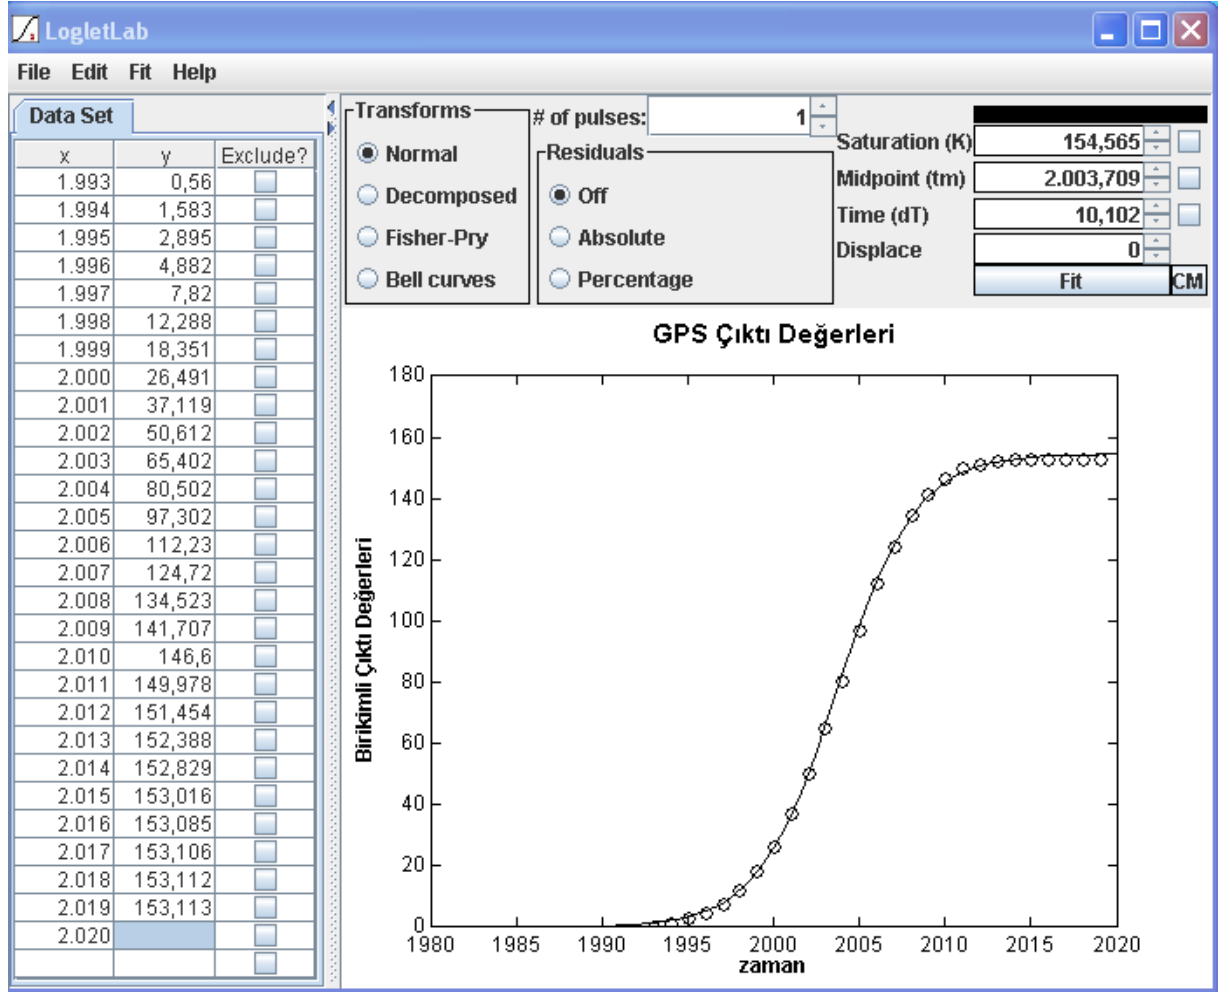 LogletLab
File Edit Fit Help
Data Set
x y Exclude?
1.993 0,56
1.994 1,583
1.995 2,895
1.996 4,882
1.997 7,82
1.998 12,288
1.999 18,351
2.000 26,491
2.001 37,119
2.002 50,612
2.003 65,402
2.004 80,502
2.005 97,302
2.006 112,23
2.007 124,72
2.008 134,523
2.009 141,707
2.010 146,6
2.011 149,978
2.012 151,454
2.013 152,388
2.014 152,829
2.015 153,016
2.016 153,085
2.017 153,106
2.018 153,112
2.019 153,113
2.020
Transforms
Normal
Decomposed
Fisher-Pry
Bell curves
# of pulses: 1
Residuals
Off
Absolute
Percentage
Saturation (K) 154,565
Midpoint (tm) 2.003,709
Time (dT) 10,102
Displace 0
Fit CM
GPS Çıktı Değerleri
180
160
140
120
100
80
60
40
20
0
Birikimli Çıktı Değerleri
1980 1985 1990 1995 2000 2005 2010 2015 2020
zaman